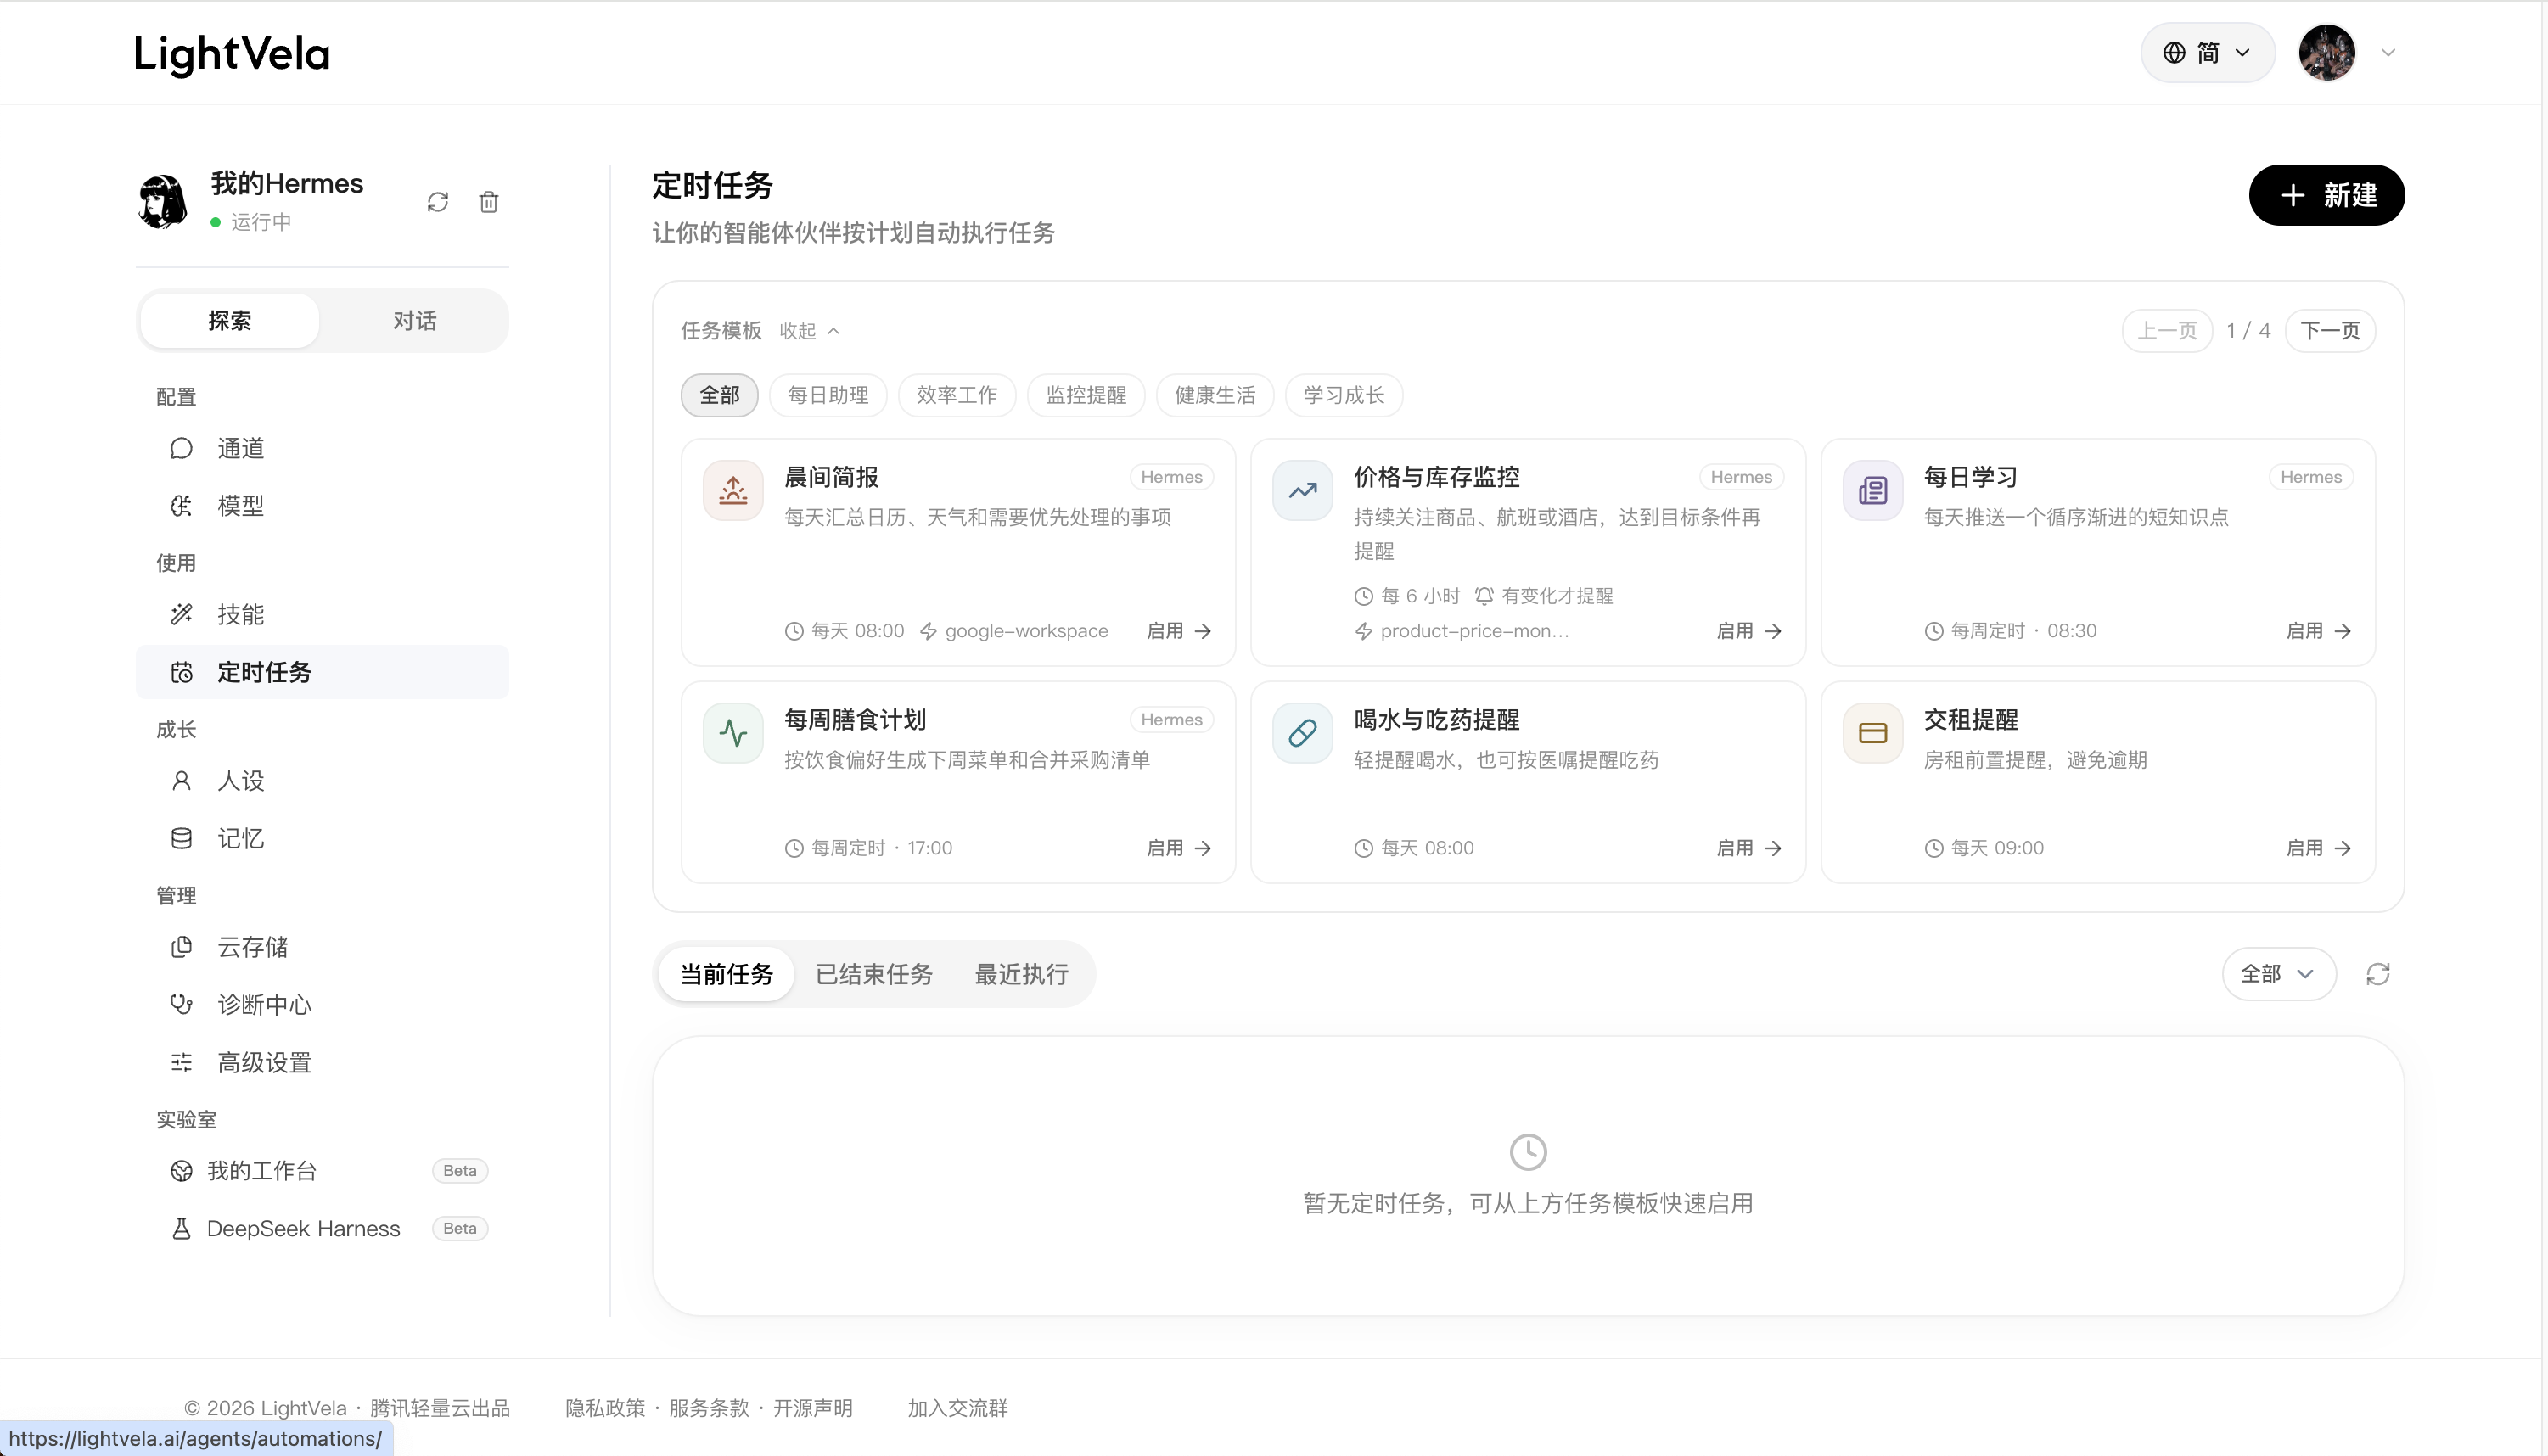 LightVela
简
我的Hermes
运行中
探索
对话
配置
通道
模型
使用
技能
定时任务
成长
人设
记忆
管理
云存储
诊断中心
高级设置
实验室
我的工作台
Beta
DeepSeek Harness
Beta
定时任务
让你的智能体伙伴按计划自动执行任务
+ 新建
任务模板 收起
上一页 1 / 4 下一页
全部 每日助理 效率工作 监控提醒 健康生活 学习成长
晨间简报
Hermes
每天汇总日历、天气和需要优先处理的事项
每天 08:00 google-workspace
启用 →
价格与库存监控
Hermes
持续关注商品、航班或酒店，达到目标条件再
提醒
每 6 小时 有变化才提醒
product-price-mon...
启用 →
每日学习
Hermes
每天推送一个循序渐进的短知识点
每周定时 · 08:30
启用 →
每周膳食计划
Hermes
按饮食偏好生成下周菜单和合并采购清单
每周定时 · 17:00
启用 →
喝水与吃药提醒
轻提醒喝水，也可按医嘱提醒吃药
每天 08:00
启用 →
交租提醒
房租前置提醒，避免逾期
每天 09:00
启用 →
当前任务 已结束任务 最近执行
全部
暂无定时任务，可从上方任务模板快速启用
© 2026 LightVela · 腾讯轻量云出品
隐私政策 · 服务条款 · 开源声明
加入交流群
https://lightvela.ai/agents/automations/